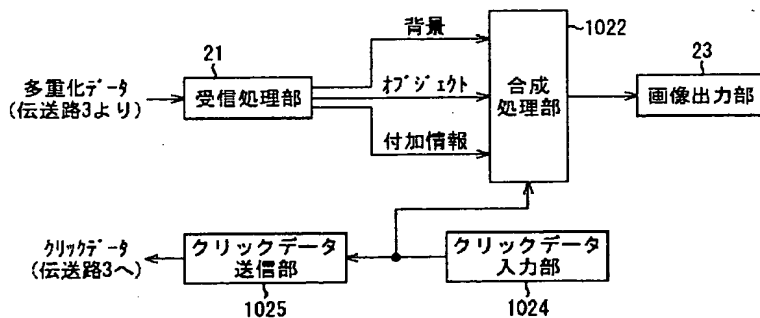 背景
1022
21
23
多重化データ
(伝送路3より)
受信処理部
オブジェクト
合成
処理部
画像出力部
付加情報
クリックデータ
(伝送路3へ)
クリックデータ
送信部
クリックデータ
入力部
1025
1024